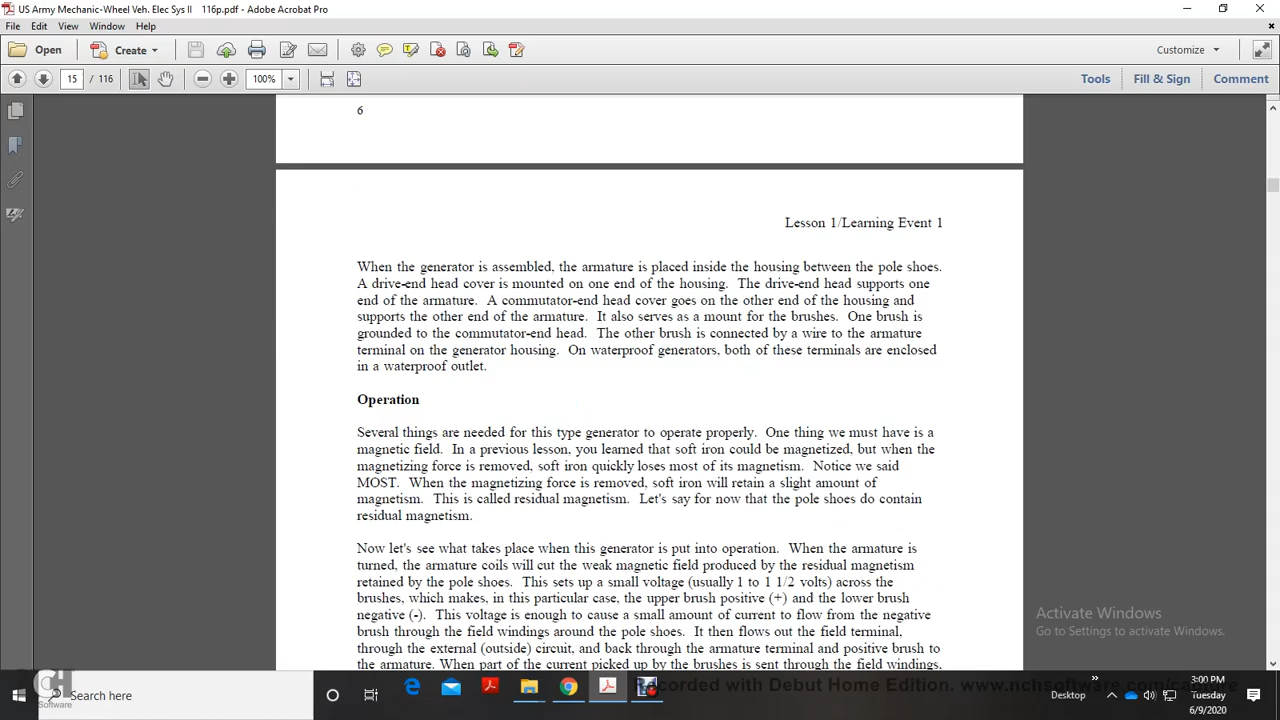 US Army Mechanic-Wheel Veh. Elec Sys II 116p.pdf - Adobe Acrobat Pro
File Edit View Window Help
Open Create Customize
15 / 116 100% Tools Fill & Sign Comment
6
Lesson 1/Learning Event 1
When the generator is assembled, the armature is placed inside the housing between the pole shoes.
A drive-end head cover is mounted on one end of the housing. The drive-end head supports one
end of the armature. A commutator-end head cover goes on the other end of the housing and
supports the other end of the armature. It also serves as a mount for the brushes. One brush is
grounded to the commutator-end head. The other brush is connected by a wire to the armature
terminal on the generator housing. On waterproof generators, both of these terminals are enclosed
in a waterproof outlet.
Operation
Several things are needed for this type generator to operate properly. One thing we must have is a
magnetic field. In a previous lesson, you learned that soft iron could be magnetized, but when the
magnetizing force is removed, soft iron quickly loses most of its magnetism. Notice we said
MOST. When the magnetizing force is removed, soft iron will retain a slight amount of
magnetism. This is called residual magnetism. Let's say for now that the pole shoes do contain
residual magnetism.
Now let's see what takes place when this generator is put into operation. When the armature is
turned, the armature coils will cut the weak magnetic field produced by the residual magnetism
retained by the pole shoes. This sets up a small voltage (usually 1 to 1 1/2 volts) across the
brushes, which makes, in this particular case, the upper brush positive (+) and the lower brush
negative (-). This voltage is enough to cause a small amount of current to flow from the negative
brush through the field windings around the pole shoes. It then flows out the field terminal,
through the external (outside) circuit, and back through the armature terminal and positive brush to
the armature. When part of the current picked up by the brushes is sent through the field windings,
Activate Windows
Go to Settings to activate Windows.
NCH
Software
Search here
Recorded with Debut Home Edition. www.nchsoftware.com/capture
Desktop
3:00 PM
Tuesday
6/9/2020